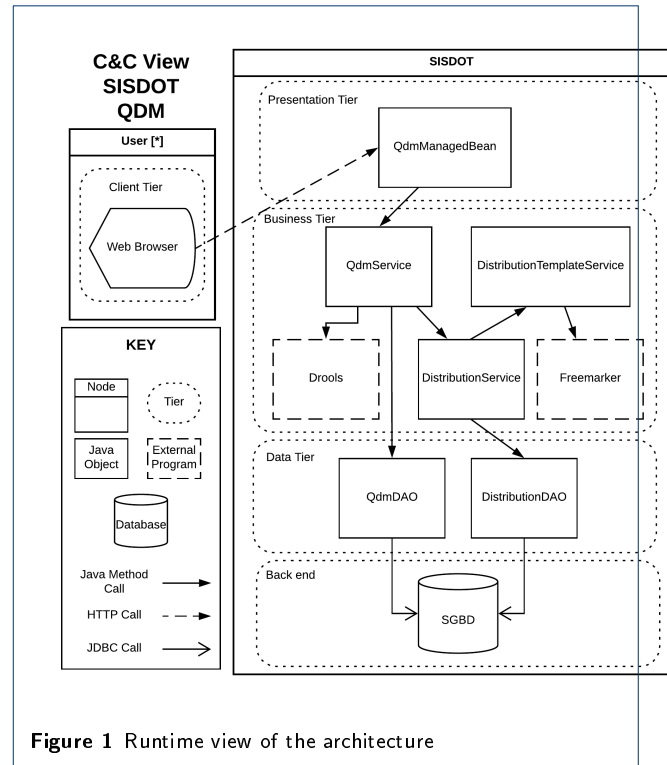 C&C View
SISDOT
QDM
User [*]
Client Tier
Web Browser
KEY
Node
Tier
Java
Object
External
Program
Database
Java Method
Call
HTTP Call
JDBC Call
SISDOT
Presentation Tier
QdmManagedBean
Business Tier
QdmService
DistributionTemplateService
Drools
DistributionService
Freemarker
Data Tier
QdmDAO
DistributionDAO
Back end
SGBD
Figure 1 Runtime view of the architecture